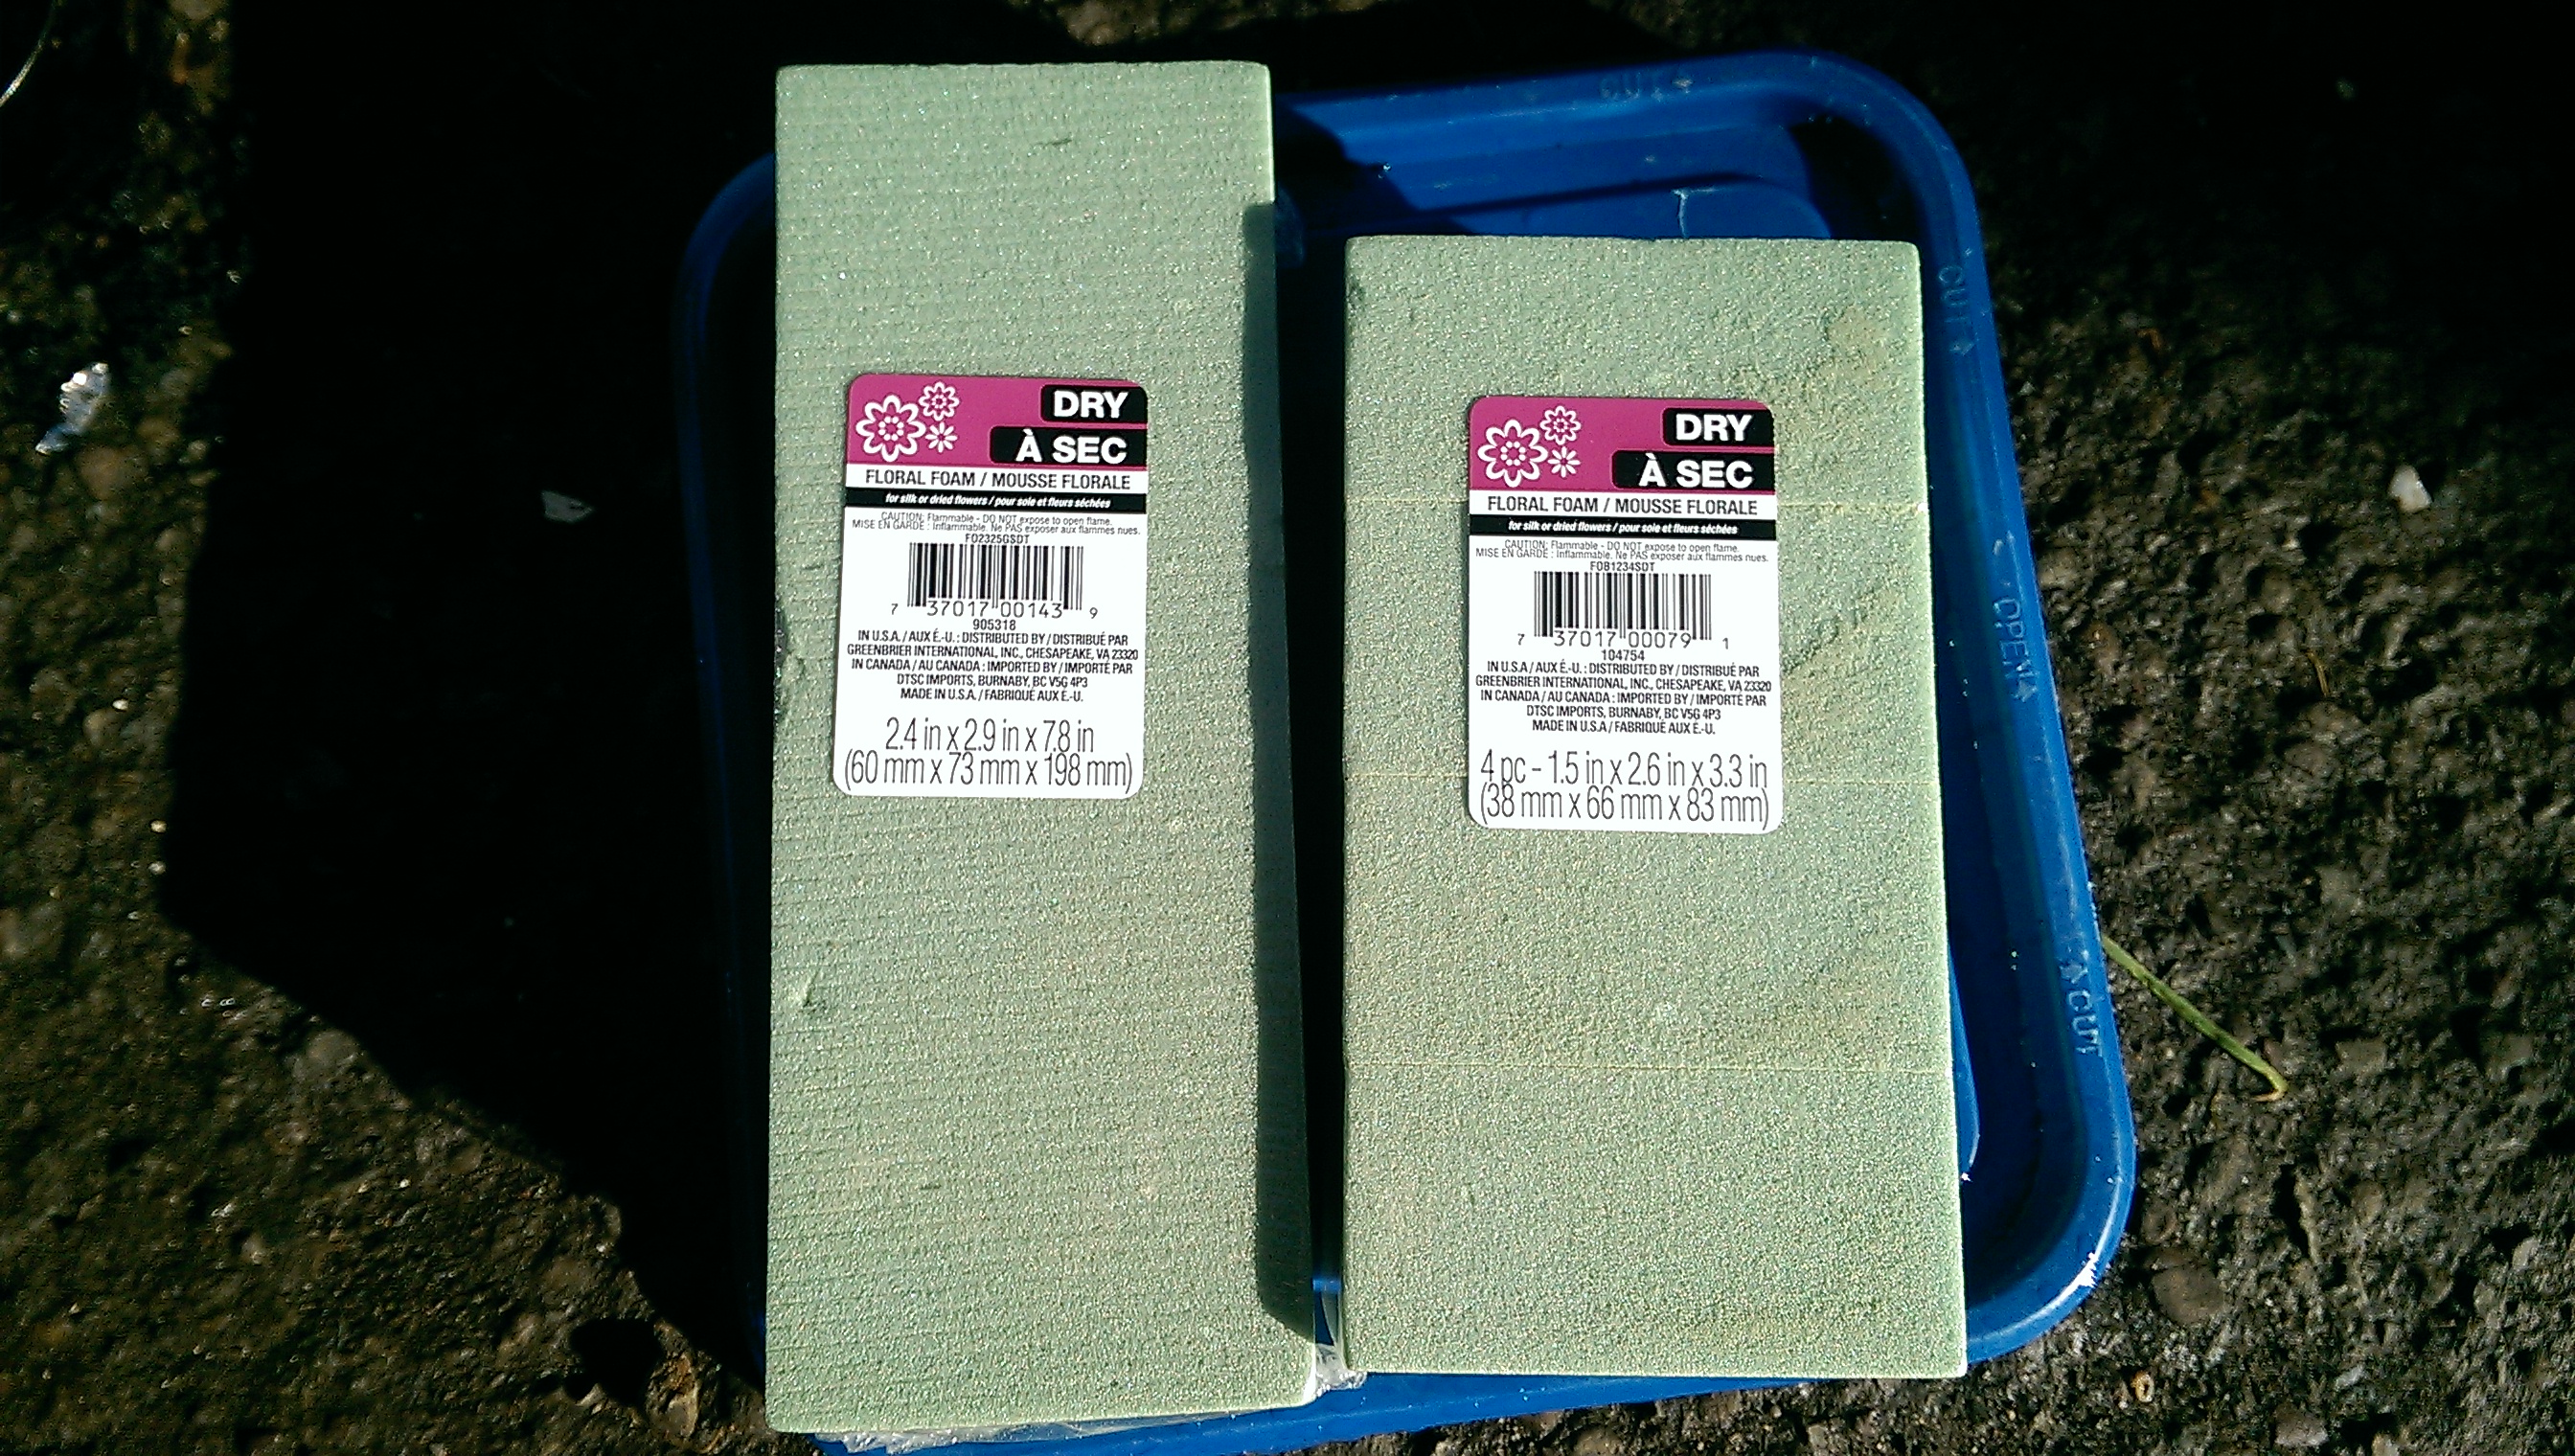 DRY
À SEC
FLORAL FOAM / MOUSSE FLORALE
for silk or dried flowers / pour soie et fleurs séchées
CAUTION: Flammable - DO NOT expose to open flame.
MISE EN GARDE : Inflammable. Ne PAS exposer aux flammes nues.
FO2325GSDT
7 37017 00143 9
905318
IN U.S.A. / AUX É.-U. : DISTRIBUTED BY / DISTRIBUÉ PAR
GREENBRIER INTERNATIONAL, INC., CHESAPEAKE, VA 23320
IN CANADA / AU CANADA : IMPORTED BY / IMPORTÉ PAR
DTSC IMPORTS, BURNABY, BC V5G 4P3
MADE IN U.S.A. / FABRIQUÉ AUX É.-U.
2.4 in x 2.9 in x 7.8 in
(60 mm x 73 mm x 198 mm)
DRY
À SEC
FLORAL FOAM / MOUSSE FLORALE
for silk or dried flowers / pour soie et fleurs séchées
CAUTION: Flammable - DO NOT expose to open flame.
MISE EN GARDE : Inflammable. Ne PAS exposer aux flammes nues.
FOB1234SDT
7 37017 00079 1
104754
IN U.S.A. / AUX É.-U. : DISTRIBUTED BY / DISTRIBUÉ PAR
GREENBRIER INTERNATIONAL, INC., CHESAPEAKE, VA 23320
IN CANADA / AU CANADA : IMPORTED BY / IMPORTÉ PAR
DTSC IMPORTS, BURNABY, BC V5G 4P3
MADE IN U.S.A. / FABRIQUÉ AUX É.-U.
4 pc - 1.5 in x 2.6 in x 3.3 in
(38 mm x 66 mm x 83 mm)
CUT
OPEN
CUT